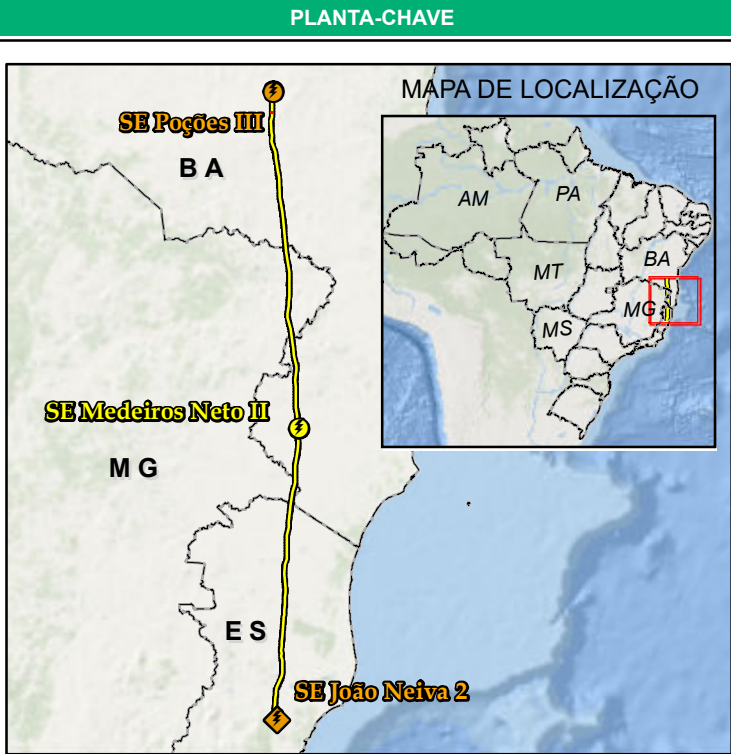 PLANTA-CHAVE
MAPA DE LOCALIZAÇÃO
SE Poções III
B A
AM
PA
BA
MT
MG
MS
SE Medeiros Neto II
M G
E S
SE João Neiva 2